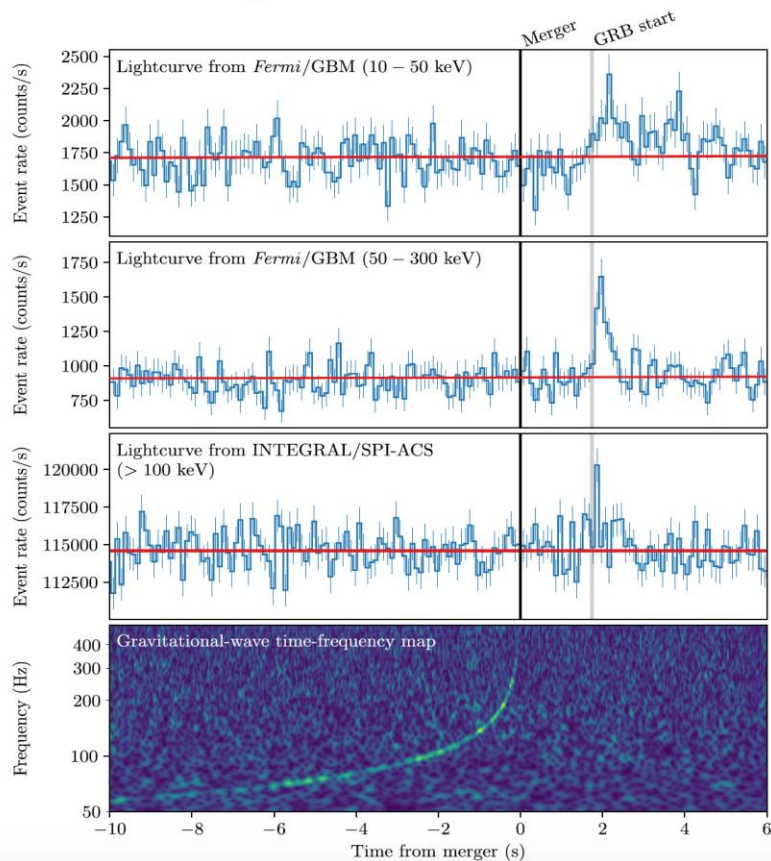 Merger
GRB start
Lightcurve from Fermi/GBM (10 − 50 keV)
Event rate (counts/s)
2500
2250
2000
1750
1500
1250
Lightcurve from Fermi/GBM (50 − 300 keV)
Event rate (counts/s)
1750
1500
1250
1000
750
Lightcurve from INTEGRAL/SPI-ACS
(> 100 keV)
Event rate (counts/s)
120000
117500
115000
112500
Gravitational-wave time-frequency map
Frequency (Hz)
400
300
200
100
50
−10 −8 −6 −4 −2 0 2 4 6
Time from merger (s)